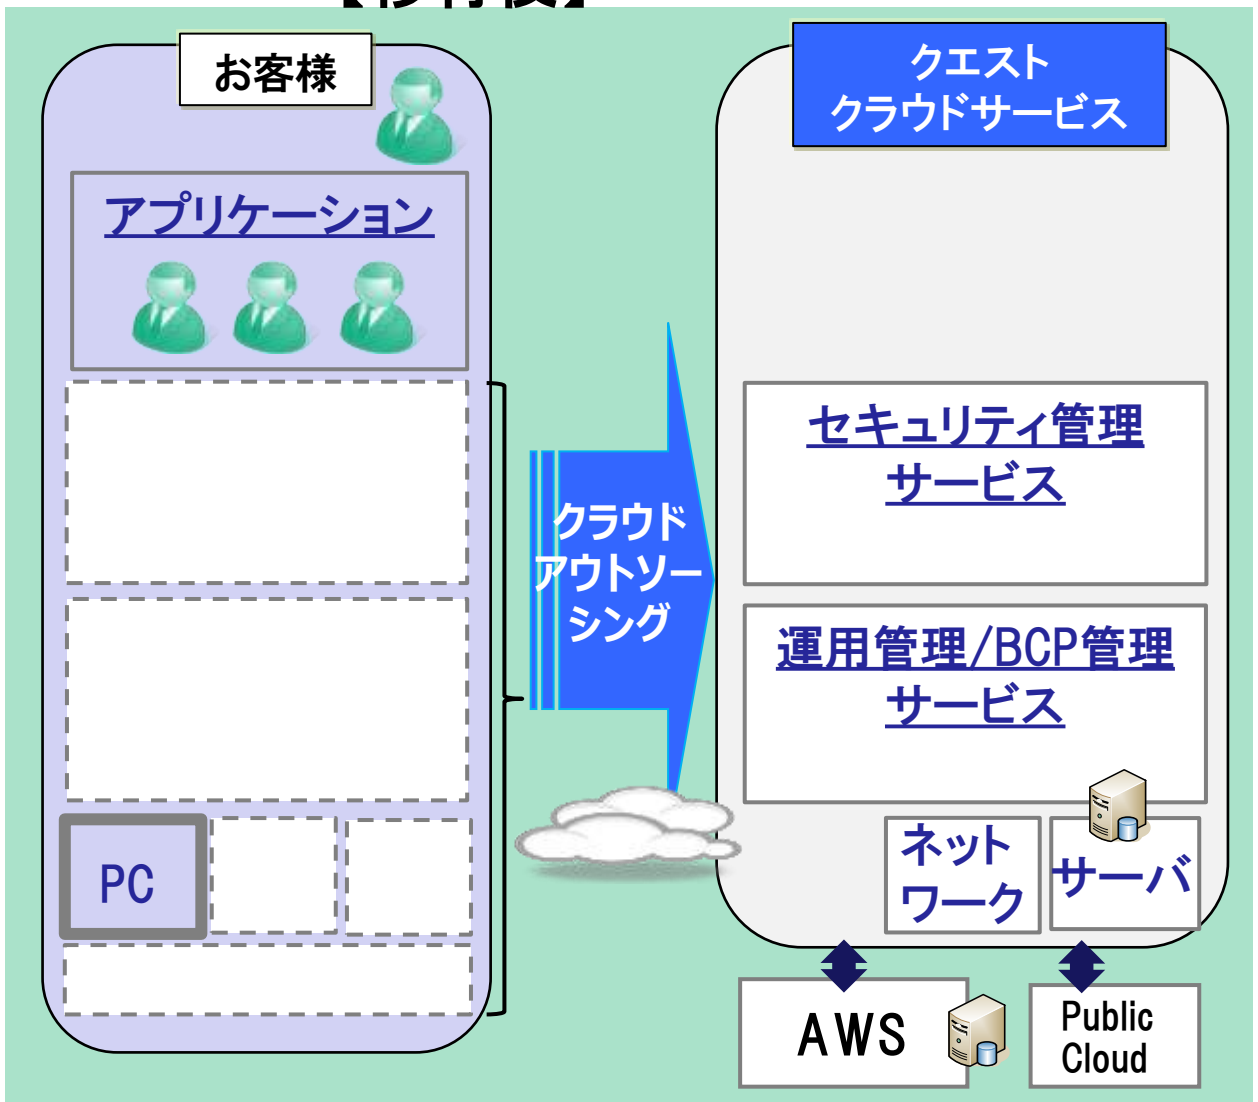 【移行後】
お客様
アプリケーション
PC
クラウド
アウトソー
シング
クエスト
クラウドサービス
セキュリティ管理
サービス
運用管理/BCP管理
サービス
ネット
ワーク
サーバ
AWS
Public
Cloud